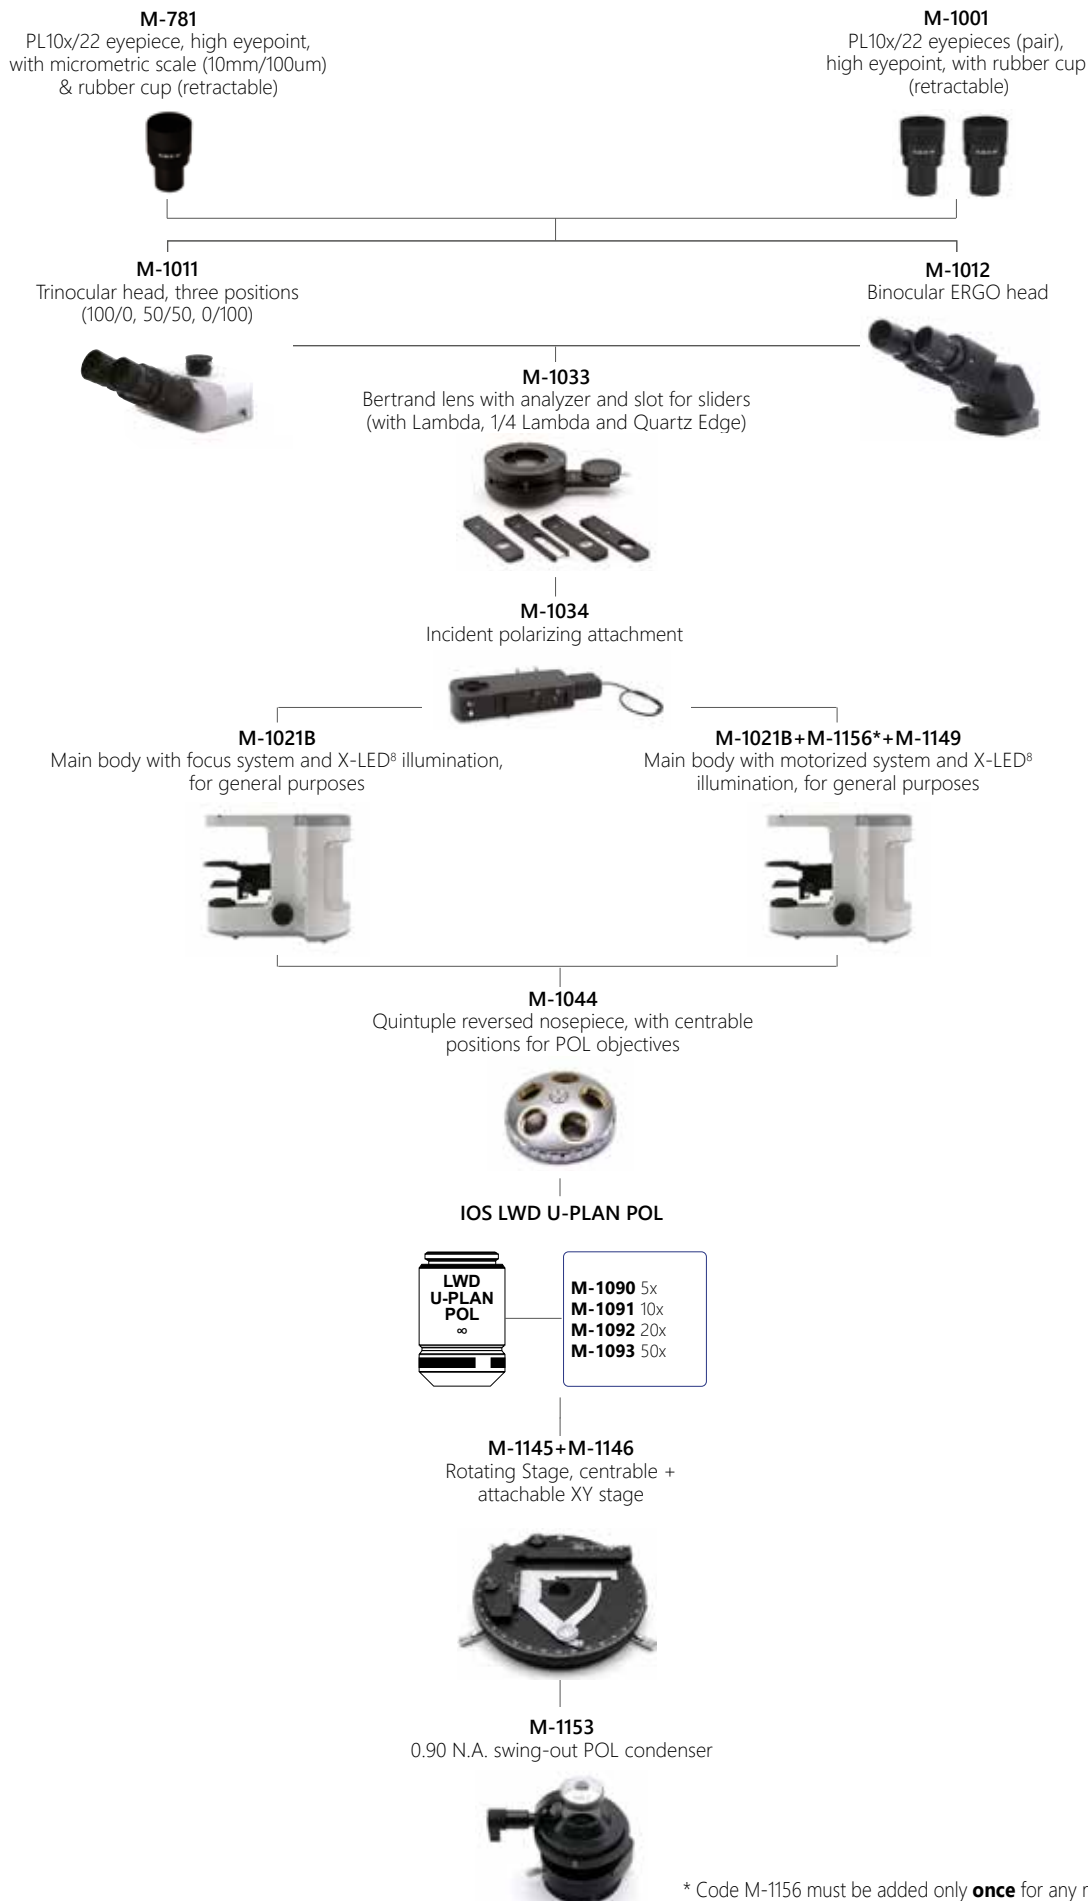 M-781
PL10x/22 eyepiece, high eyepoint,
with micrometric scale (10mm/100um)
& rubber cup (retractable)
M-1001
PL10x/22 eyepieces (pair),
high eyepoint, with rubber cup
(retractable)
M-1011
Trinocular head, three positions
(100/0, 50/50, 0/100)
M-1012
Binocular ERGO head
M-1033
Bertrand lens with analyzer and slot for sliders
(with Lambda, 1/4 Lambda and Quartz Edge)
M-1034
Incident polarizing attachment
M-1021B
Main body with focus system and X-LED⁸ illumination,
for general purposes
M-1021B+M-1156*+M-1149
Main body with motorized system and X-LED⁸
illumination, for general purposes
M-1044
Quintuple reversed nosepiece, with centrable
positions for POL objectives
IOS LWD U-PLAN POL
LWD
U-PLAN
POL
∞
M-1090 5x
M-1091 10x
M-1092 20x
M-1093 50x
M-1145+M-1146
Rotating Stage, centrable +
attachable XY stage
M-1153
0.90 N.A. swing-out POL condenser
* Code M-1156 must be added only once for any